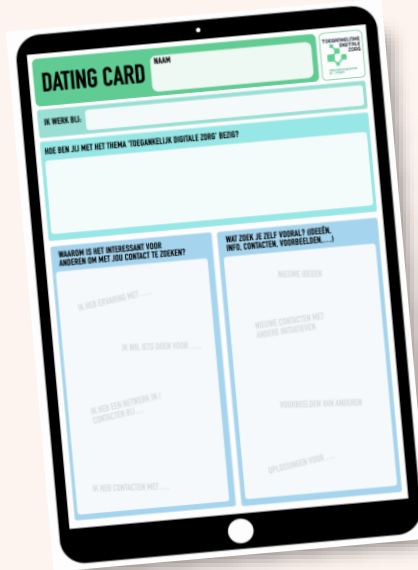 DATING CARD
NAAM
TOEGANKELIJKE
DIGITALE
ZORG
IK WERK BIJ:
HOE BEN JIJ MET HET THEMA 'TOEGANKELIJK DIGITALE ZORG' BEZIG?
WAAROM IS HET INTERESSANT VOOR
ANDEREN OM MET JOU CONTACT TE ZOEKEN?
IK HEB ERVARING MET .....
IK WIL IETS DOEN ROND .....
IK HEB EEN NETWERK IN /
CONTACTEN BIJ....
IK HEB CONTACTEN MET ....
WAT ZOEK JE ZELF VOORAL? (IDEEËN,
INFO, CONTACTEN, VOORBEELDEN,...)
NIEUWE IDEEËN
NIEUWE CONTACTEN MET
ANDERE INITIATIEVEN
VOORBEELDEN VAN ANDEREN
OPLOSSINGEN VOOR ....